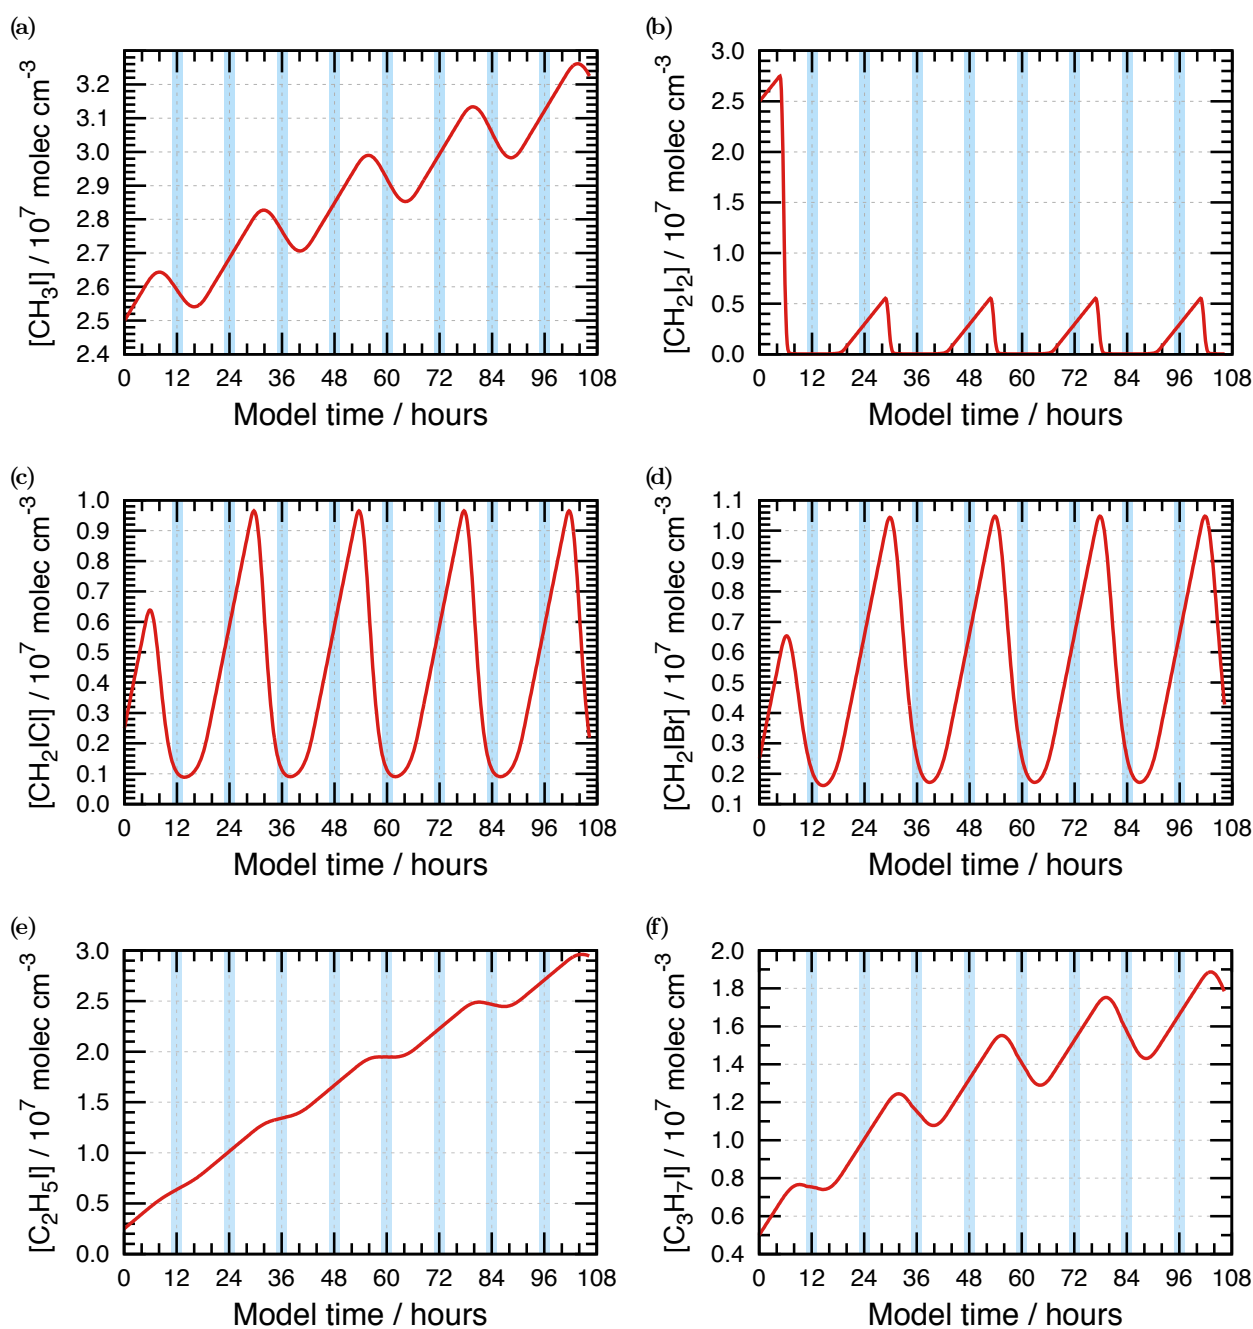 (a)
[CH3I] / 10^7 molec cm^-3
3.2
3.1
3.0
2.9
2.8
2.7
2.6
2.5
2.4
0 12 24 36 48 60 72 84 96 108
Model time / hours
(b)
[CH2I2] / 10^7 molec cm^-3
3.0
2.5
2.0
1.5
1.0
0.5
0.0
0 12 24 36 48 60 72 84 96 108
Model time / hours
(c)
[CH2ICl] / 10^7 molec cm^-3
1.0
0.9
0.8
0.7
0.6
0.5
0.4
0.3
0.2
0.1
0.0
0 12 24 36 48 60 72 84 96 108
Model time / hours
(d)
[CH2IBr] / 10^7 molec cm^-3
1.1
1.0
0.9
0.8
0.7
0.6
0.5
0.4
0.3
0.2
0.1
0 12 24 36 48 60 72 84 96 108
Model time / hours
(e)
[C2H5I] / 10^7 molec cm^-3
3.0
2.5
2.0
1.5
1.0
0.5
0.0
0 12 24 36 48 60 72 84 96 108
Model time / hours
(f)
[C3H7I] / 10^7 molec cm^-3
2.0
1.8
1.6
1.4
1.2
1.0
0.8
0.6
0.4
0 12 24 36 48 60 72 84 96 108
Model time / hours